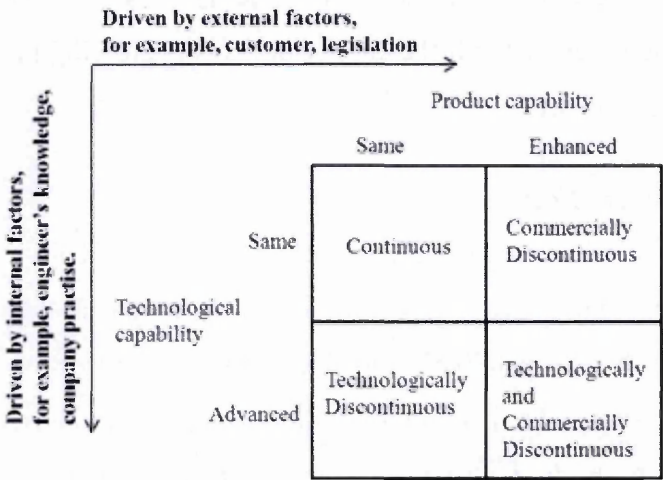 Driven by external factors,
for example, customer, legislation
Driven by internal factors,
for example, engineer's knowledge,
company practise.
Product capability
Same
Enhanced
Same
Continuous
Commercially
Discontinuous
Technological
capability
Advanced
Technologically
Discontinuous
Technologically
and
Commercially
Discontinuous